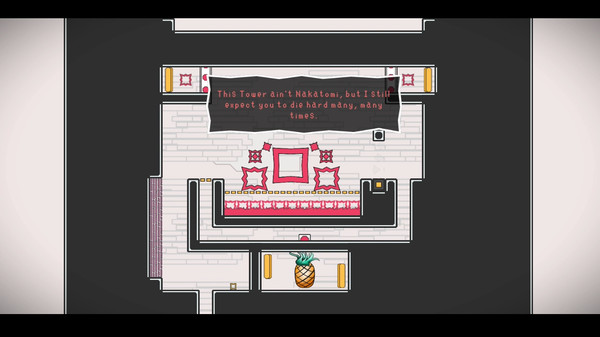 This Tower ain't Nakatomi, but I still
expect you to die hard many, many
times.